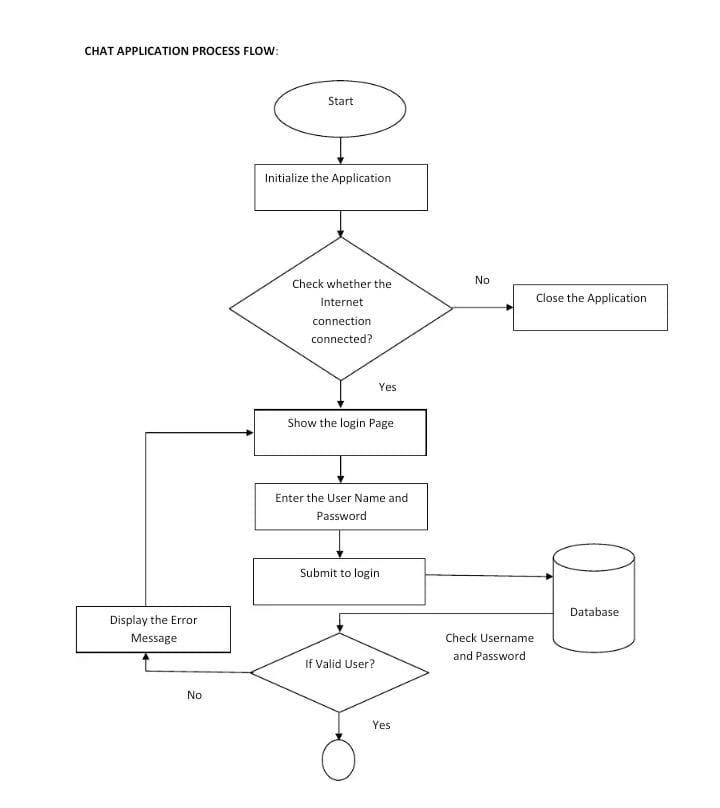 CHAT APPLICATION PROCESS FLOW:
Start
Initialize the Application
Check whether the
Internet
connection
connected?
No
Close the Application
Yes
Show the login Page
Enter the User Name and
Password
Submit to login
Database
Display the Error
Message
Check Username
and Password
If Valid User?
No
Yes